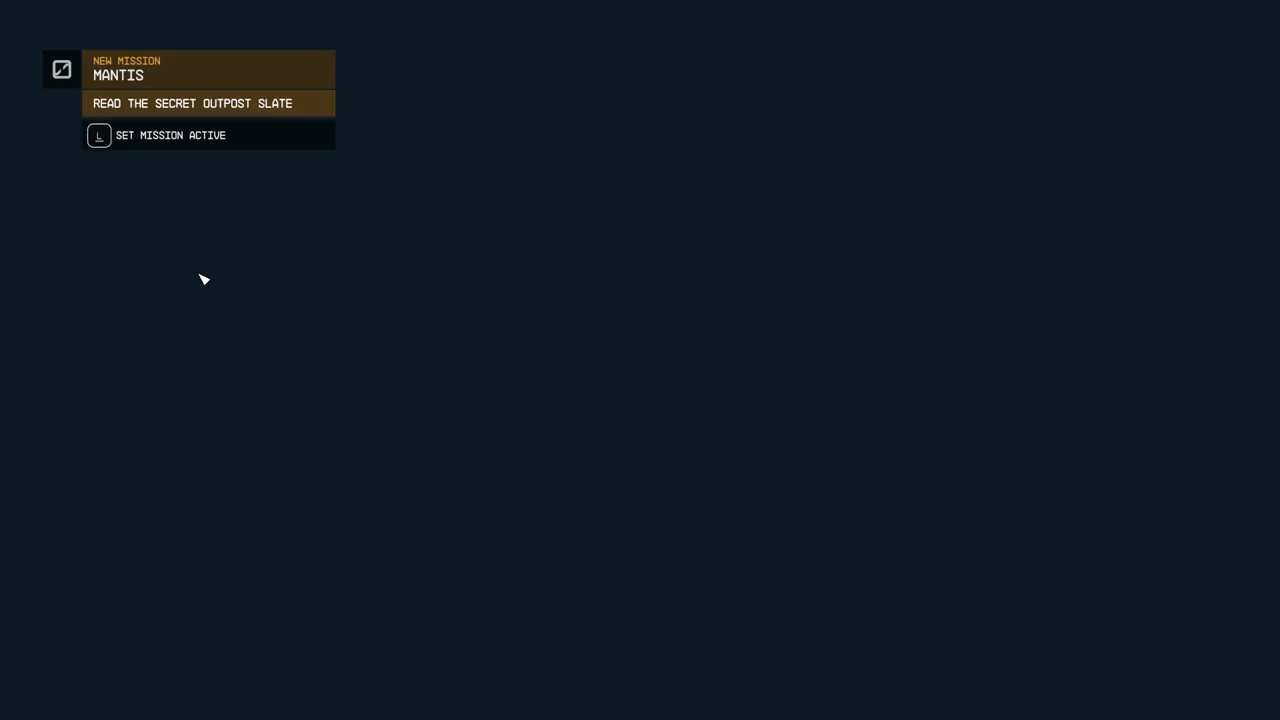 NEW MISSION
MANTIS
READ THE SECRET OUTPOST SLATE
L SET MISSION ACTIVE